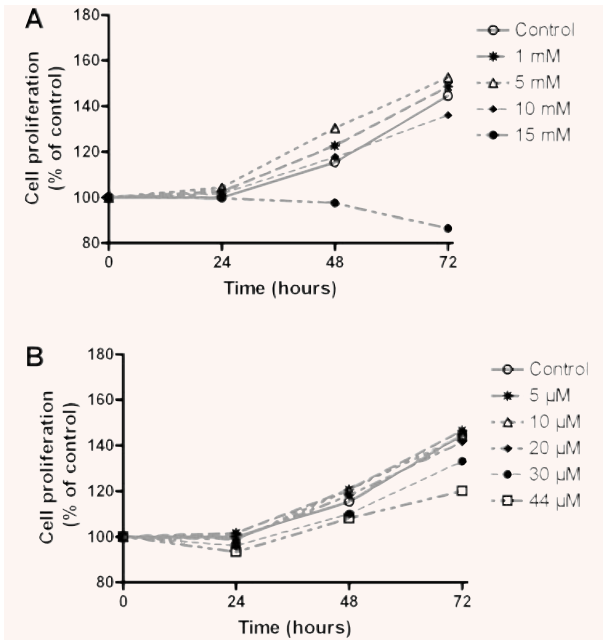 A
180
160
140
120
100
80
Cell proliferation
(% of control)
0
24
48
72
Time (hours)
Control
1 mM
5 mM
10 mM
15 mM
B
180
160
140
120
100
80
Cell proliferation
(% of control)
0
24
48
72
Time (hours)
Control
5 µM
10 µM
20 µM
30 µM
44 µM